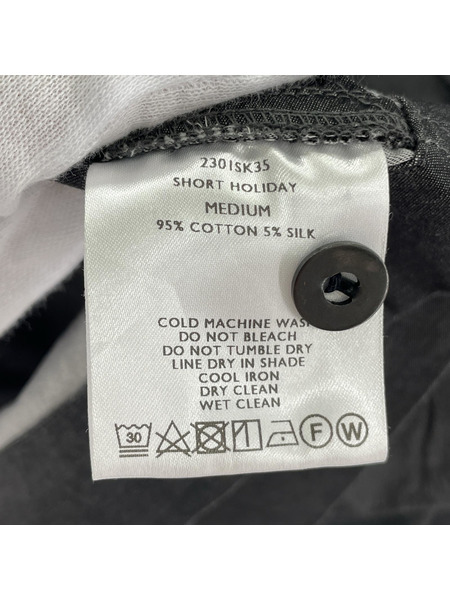 2301SK35
SHORT HOLIDAY
MEDIUM
95% COTTON 5% SILK
COLD MACHINE WAS
DO NOT BLEACH
DO NOT TUMBLE DRY
LINE DRY IN SHADE
COOL IRON
DRY CLEAN
WET CLEAN
30 F W